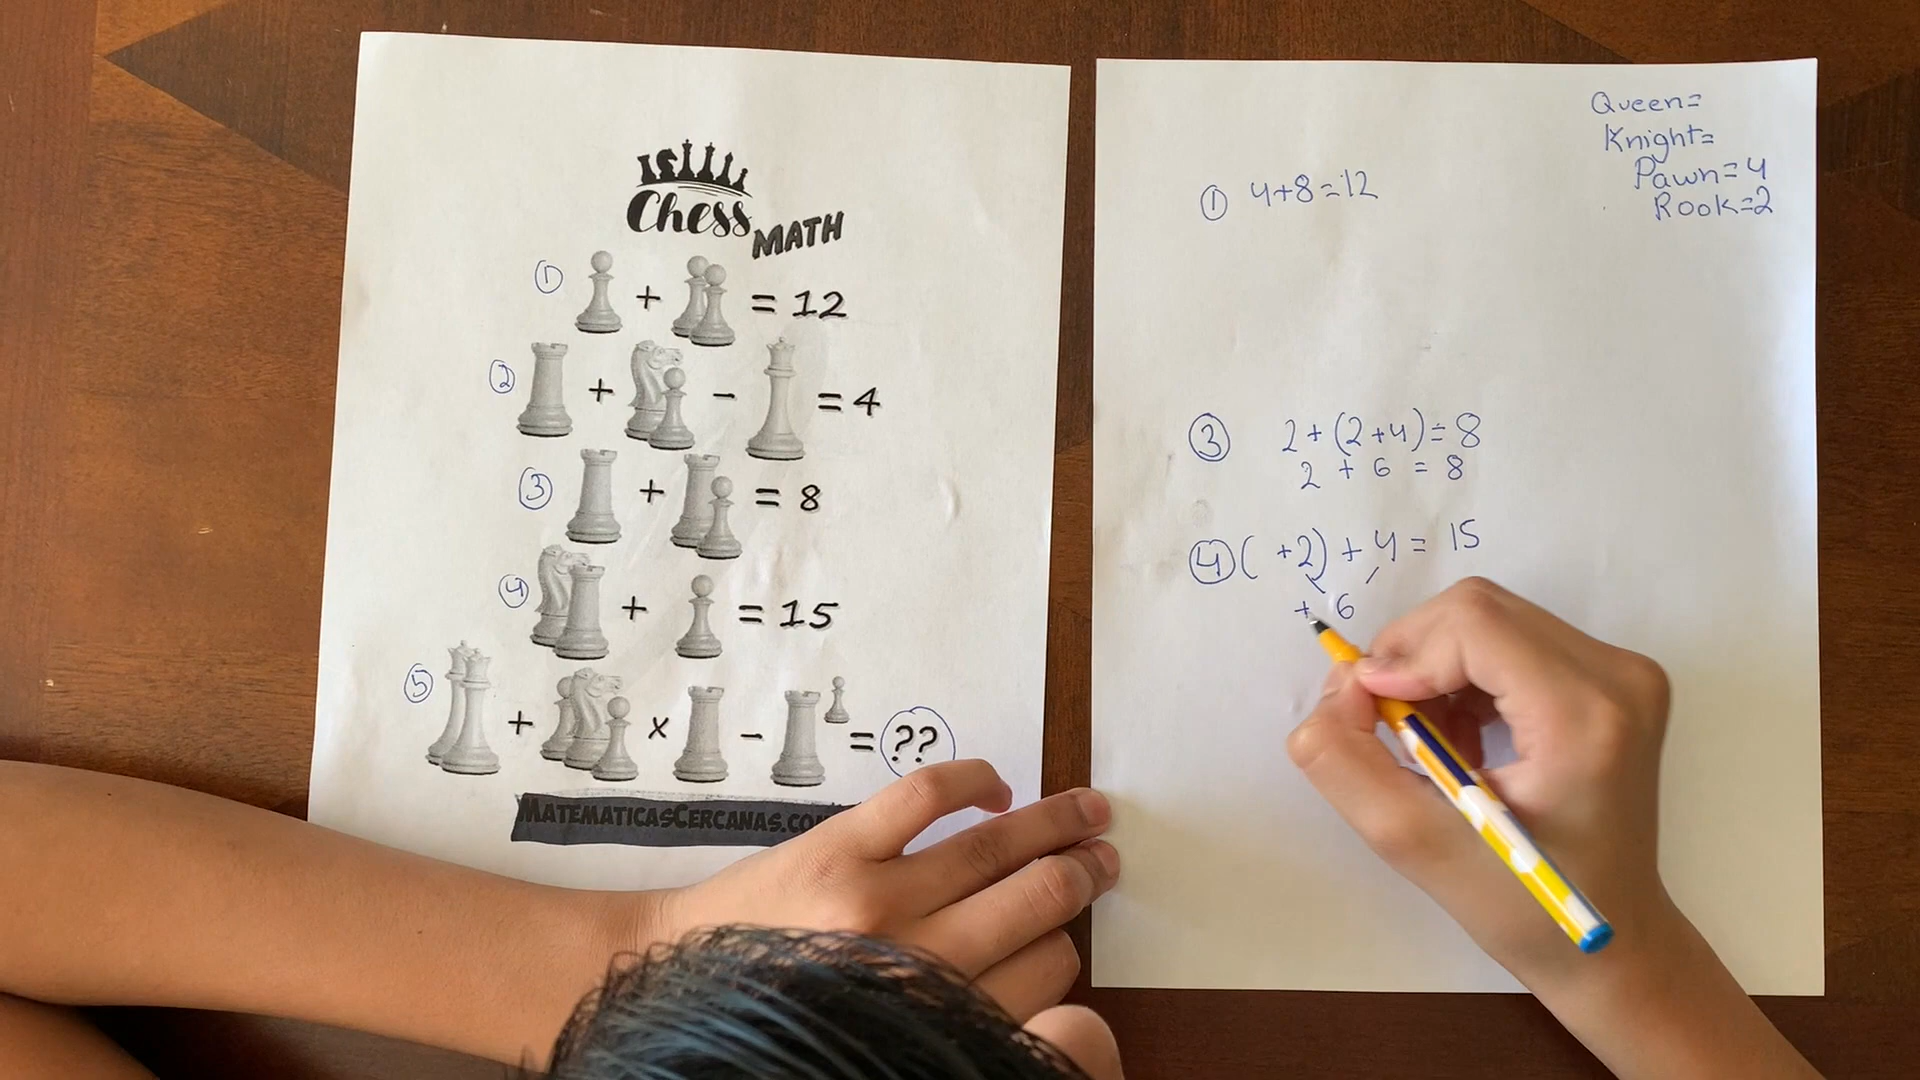 Chess
MATH
① + = 12
② + - = 4
③ + = 8
④ + = 15
⑤ + x - = ??
MATEMATICASCERCANAS.CO
Queen=
Knight=
Pawn=4
Rook=2
① 4+8=12
③ 2+(2+4)=8
2 + 6 = 8
④ ( +2) + 4 = 15
+ 6